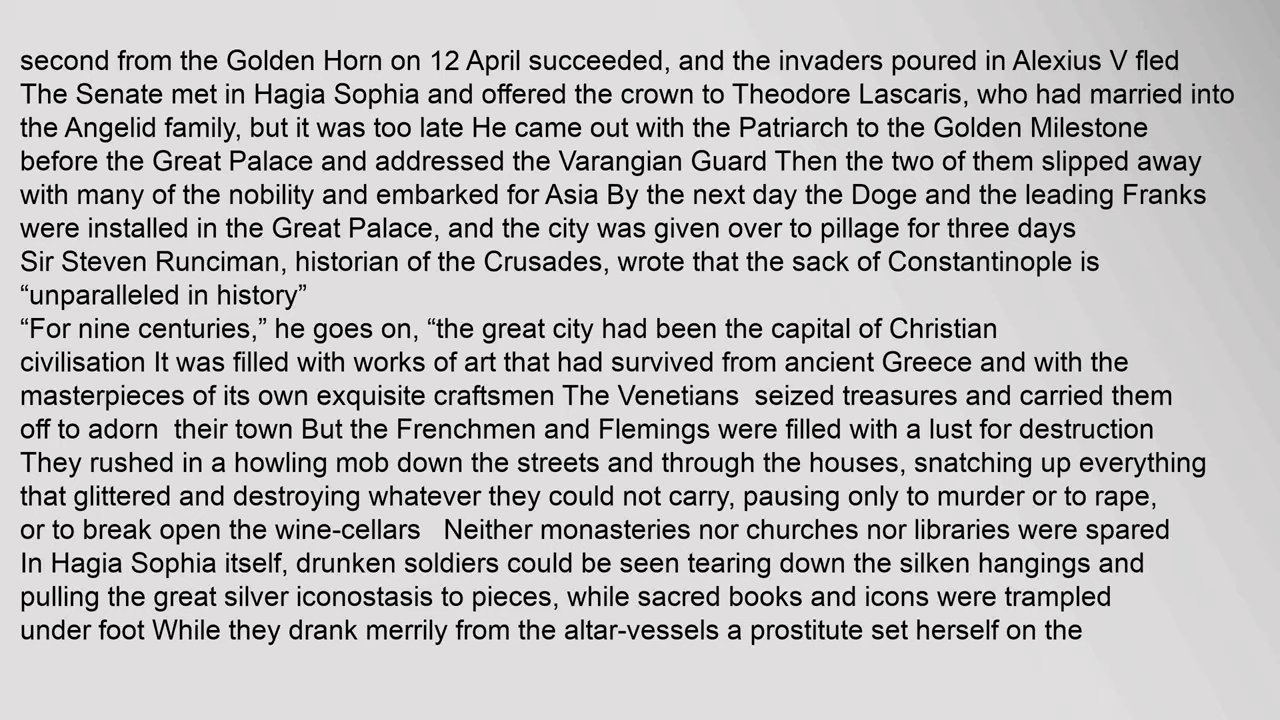 second from the Golden Horn on 12 April succeeded, and the invaders poured in Alexius V fled
The Senate met in Hagia Sophia and offered the crown to Theodore Lascaris, who had married into
the Angelid family, but it was too late He came out with the Patriarch to the Golden Milestone
before the Great Palace and addressed the Varangian Guard Then the two of them slipped away
with many of the nobility and embarked for Asia By the next day the Doge and the leading Franks
were installed in the Great Palace, and the city was given over to pillage for three days
Sir Steven Runciman, historian of the Crusades, wrote that the sack of Constantinople is
“unparalleled in history”
“For nine centuries,” he goes on, “the great city had been the capital of Christian
civilisation It was filled with works of art that had survived from ancient Greece and with the
masterpieces of its own exquisite craftsmen The Venetians  seized treasures and carried them
off to adorn  their town But the Frenchmen and Flemings were filled with a lust for destruction
They rushed in a howling mob down the streets and through the houses, snatching up everything
that glittered and destroying whatever they could not carry, pausing only to murder or to rape,
or to break open the wine-cellars   Neither monasteries nor churches nor libraries were spared
In Hagia Sophia itself, drunken soldiers could be seen tearing down the silken hangings and
pulling the great silver iconostasis to pieces, while sacred books and icons were trampled
under foot While they drank merrily from the altar-vessels a prostitute set herself on the